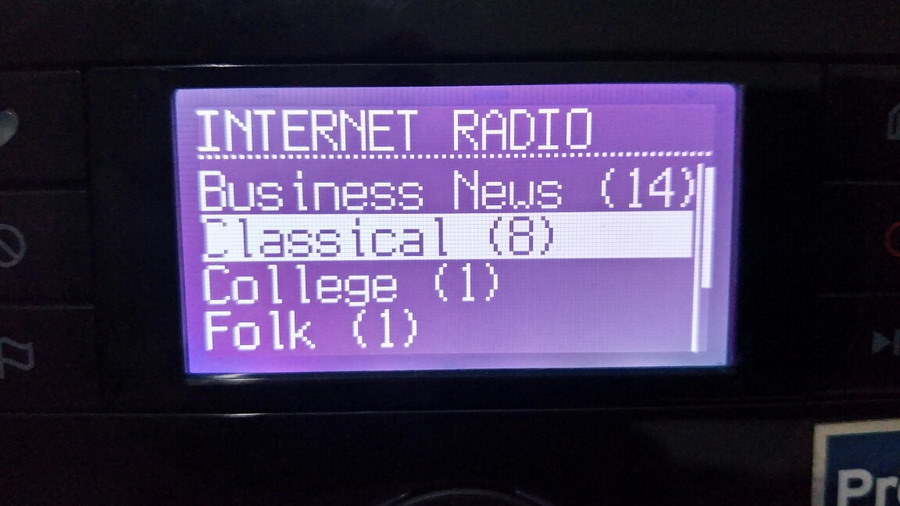 INTERNET RADIO
Business News (14)
Classical (8)
College (1)
Folk (1)